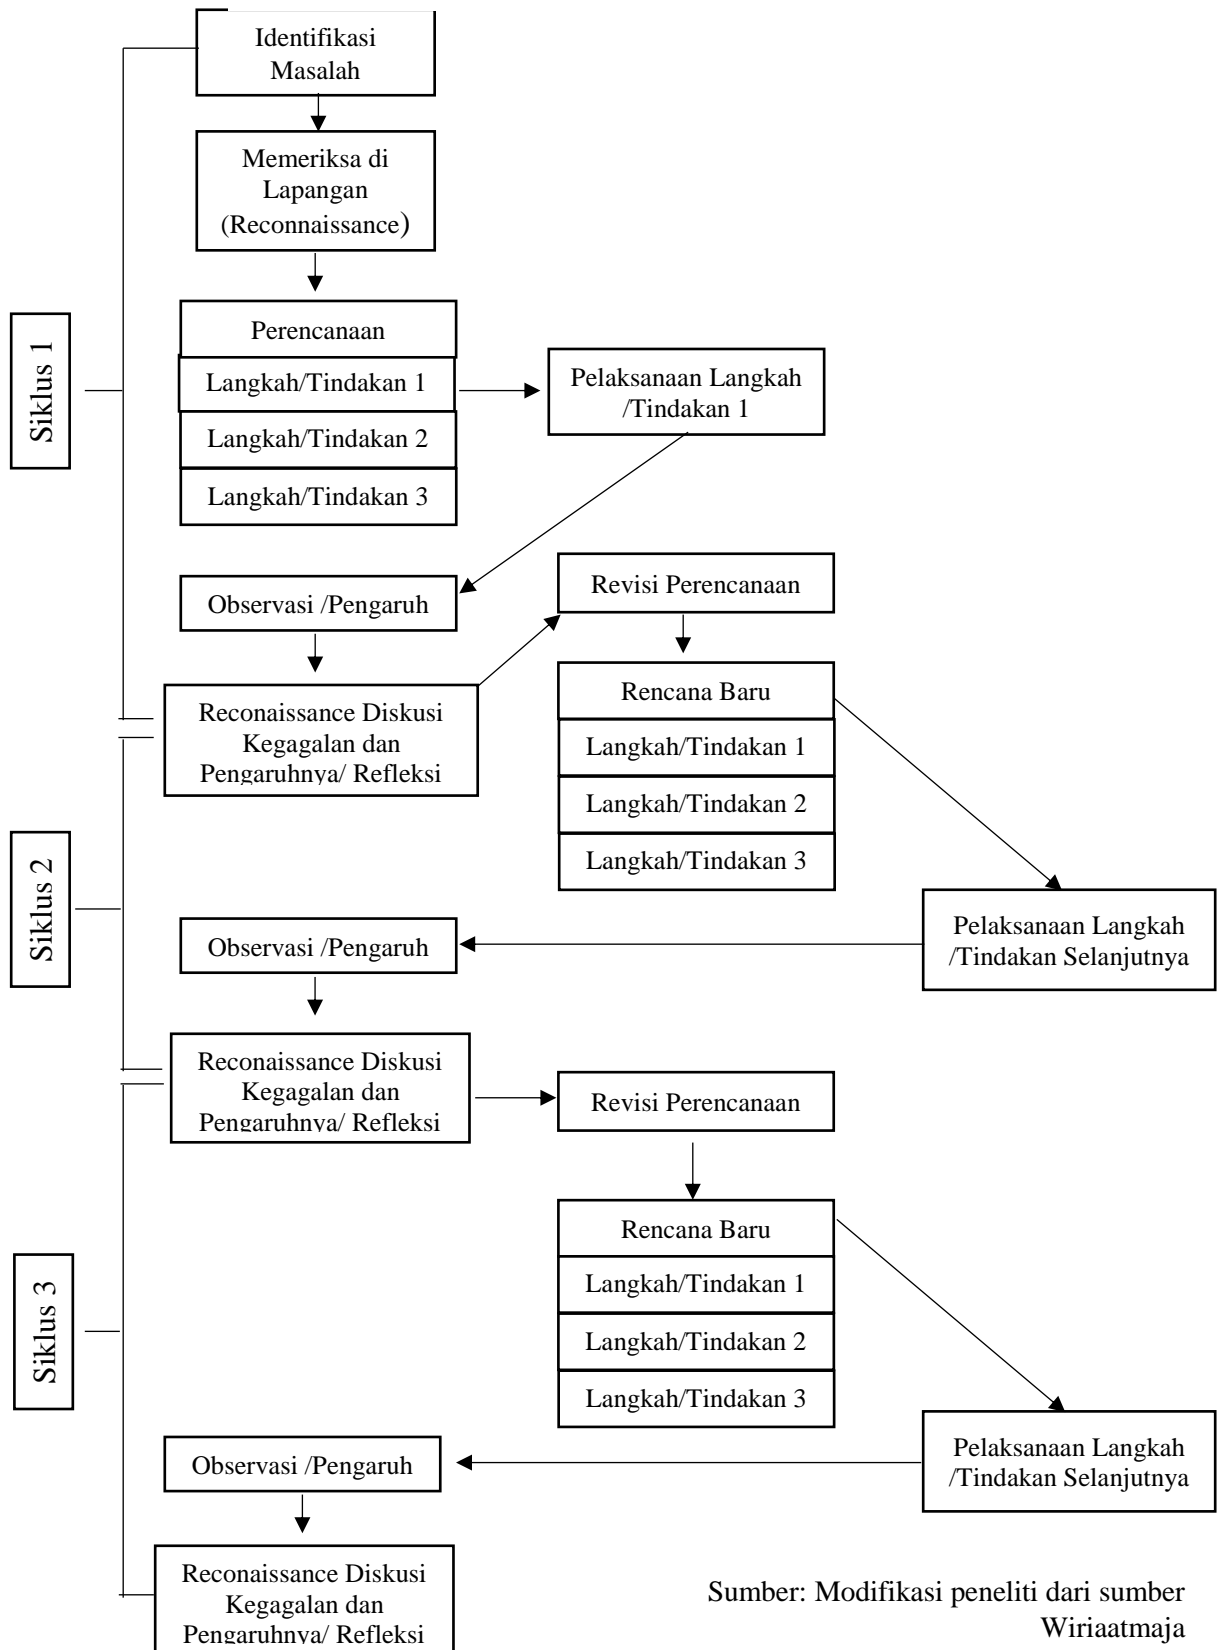 Identifikasi
Masalah
Memeriksa di
Lapangan
(Reconnaissance)
Siklus 1
Perencanaan
Langkah/Tindakan 1
Langkah/Tindakan 2
Langkah/Tindakan 3
Pelaksanaan Langkah
/Tindakan 1
Observasi /Pengaruh
Revisi Perencanaan
Reconaissance Diskusi
Kegagalan dan
Pengaruhnya/ Refleksi
Rencana Baru
Langkah/Tindakan 1
Langkah/Tindakan 2
Langkah/Tindakan 3
Siklus 2
Pelaksanaan Langkah
/Tindakan Selanjutnya
Observasi /Pengaruh
Reconaissance Diskusi
Kegagalan dan
Pengaruhnya/ Refleksi
Revisi Perencanaan
Rencana Baru
Langkah/Tindakan 1
Langkah/Tindakan 2
Langkah/Tindakan 3
Siklus 3
Pelaksanaan Langkah
/Tindakan Selanjutnya
Observasi /Pengaruh
Reconaissance Diskusi
Kegagalan dan
Pengaruhnya/ Refleksi
Sumber: Modifikasi peneliti dari sumber
Wiriaatmaja